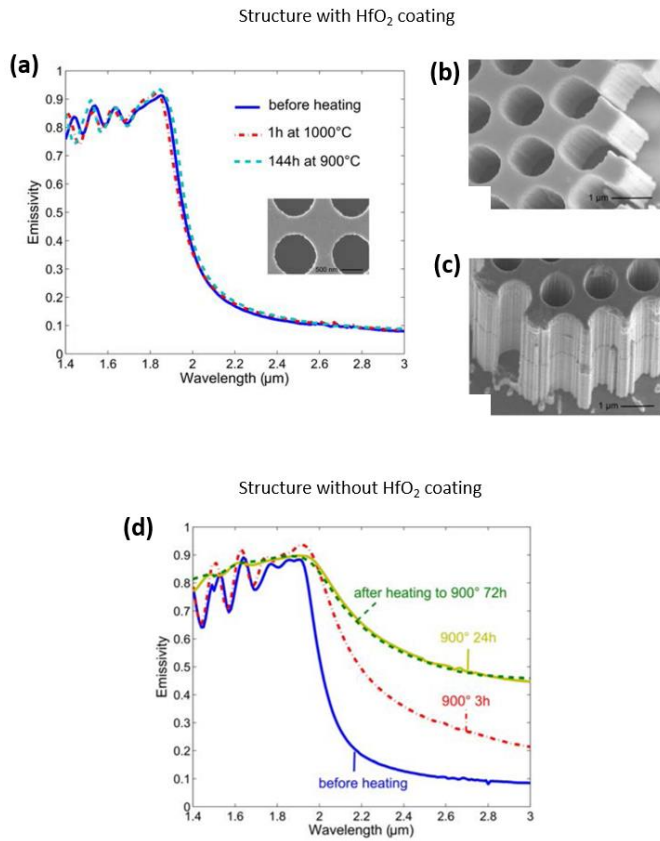 Structure with HfO₂ coating
(a)
before heating
1h at 1000°C
144h at 900°C
500 nm
Emissivity
1
0.9
0.8
0.7
0.6
0.5
0.4
0.3
0.2
0.1
0
1.4 1.6 1.8 2 2.2 2.4 2.6 2.8 3
Wavelength (μm)
(b)
1 μm
(c)
1 μm
Structure without HfO₂ coating
(d)
after heating to 900° 72h
900° 24h
900° 3h
before heating
Emissivity
1
0.9
0.8
0.7
0.6
0.5
0.4
0.3
0.2
0.1
0
1.4 1.6 1.8 2 2.2 2.4 2.6 2.8 3
Wavelength (μm)